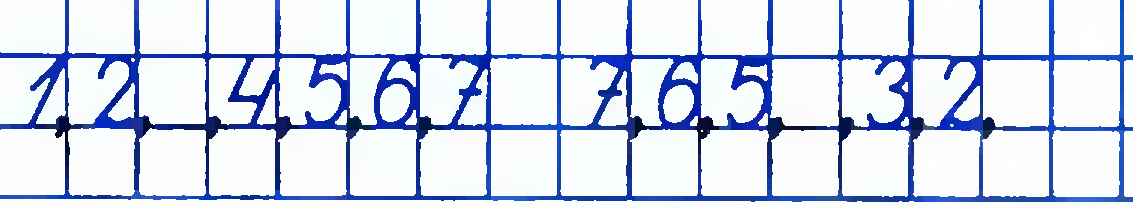 1, 2, , 4, 5, 6, 7 7, 6, 5, , 3, 2,